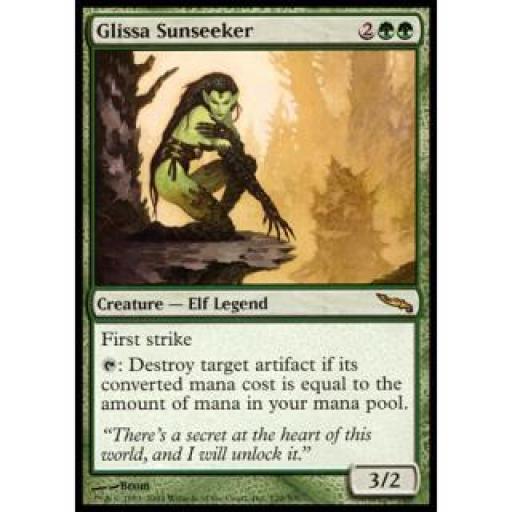 Glissa Sunseeker 2
Creature — Elf Legend
First strike
: Destroy target artifact if its
converted mana cost is equal to the
amount of mana in your mana pool.
“There’s a secret at the heart of this
world, and I will unlock it.”
Brom
3/2